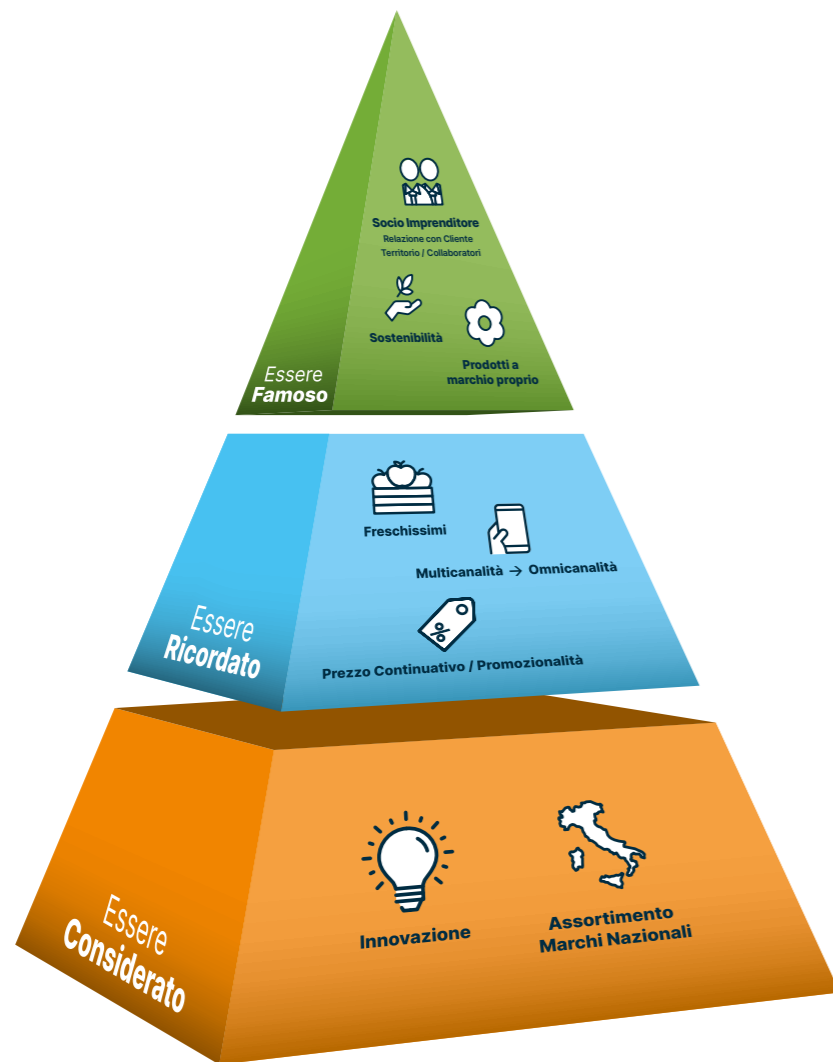 Socio Imprenditore
Relazione con Cliente
Territorio / Collaboratori
Sostenibilità
Prodotti a
marchio proprio
Essere
Famoso
Freschissimi
Multicanalità → Omnicanalità
Prezzo Continuativo / Promozionalità
Essere
Ricordato
Innovazione
Assortimento
Marchi Nazionali
Essere
Considerato